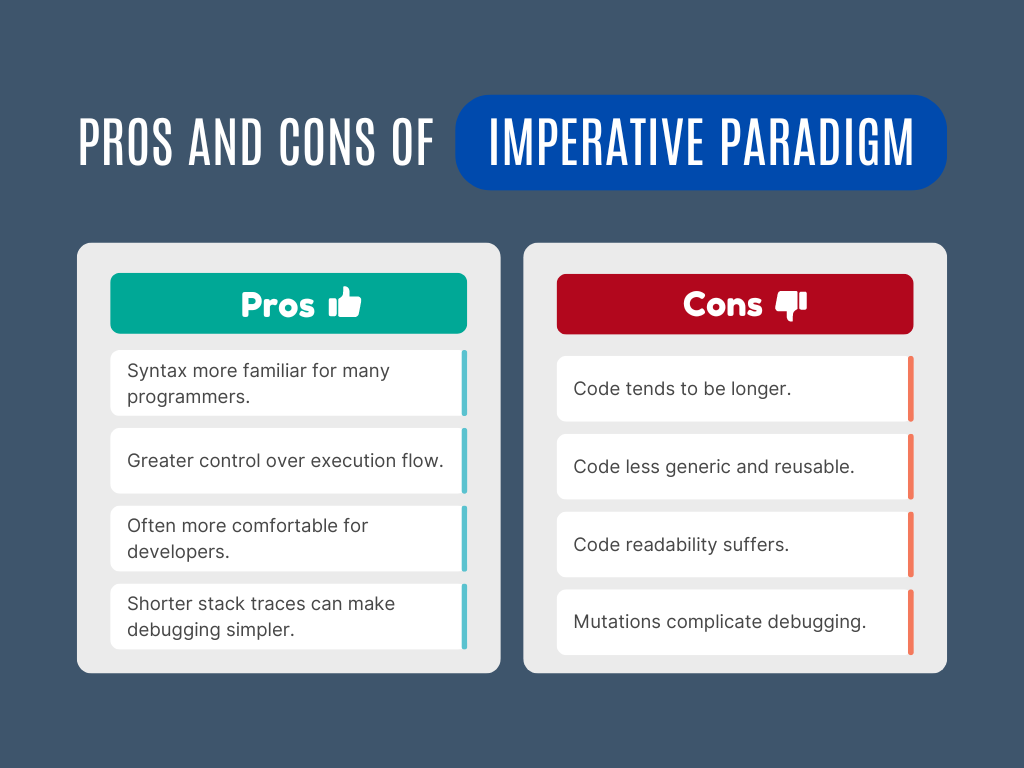 PROS AND CONS OF IMPERATIVE PARADIGM
Pros
Syntax more familiar for many
programmers.
Greater control over execution flow.
Often more comfortable for
developers.
Shorter stack traces can make
debugging simpler.
Cons
Code tends to be longer.
Code less generic and reusable.
Code readability suffers.
Mutations complicate debugging.